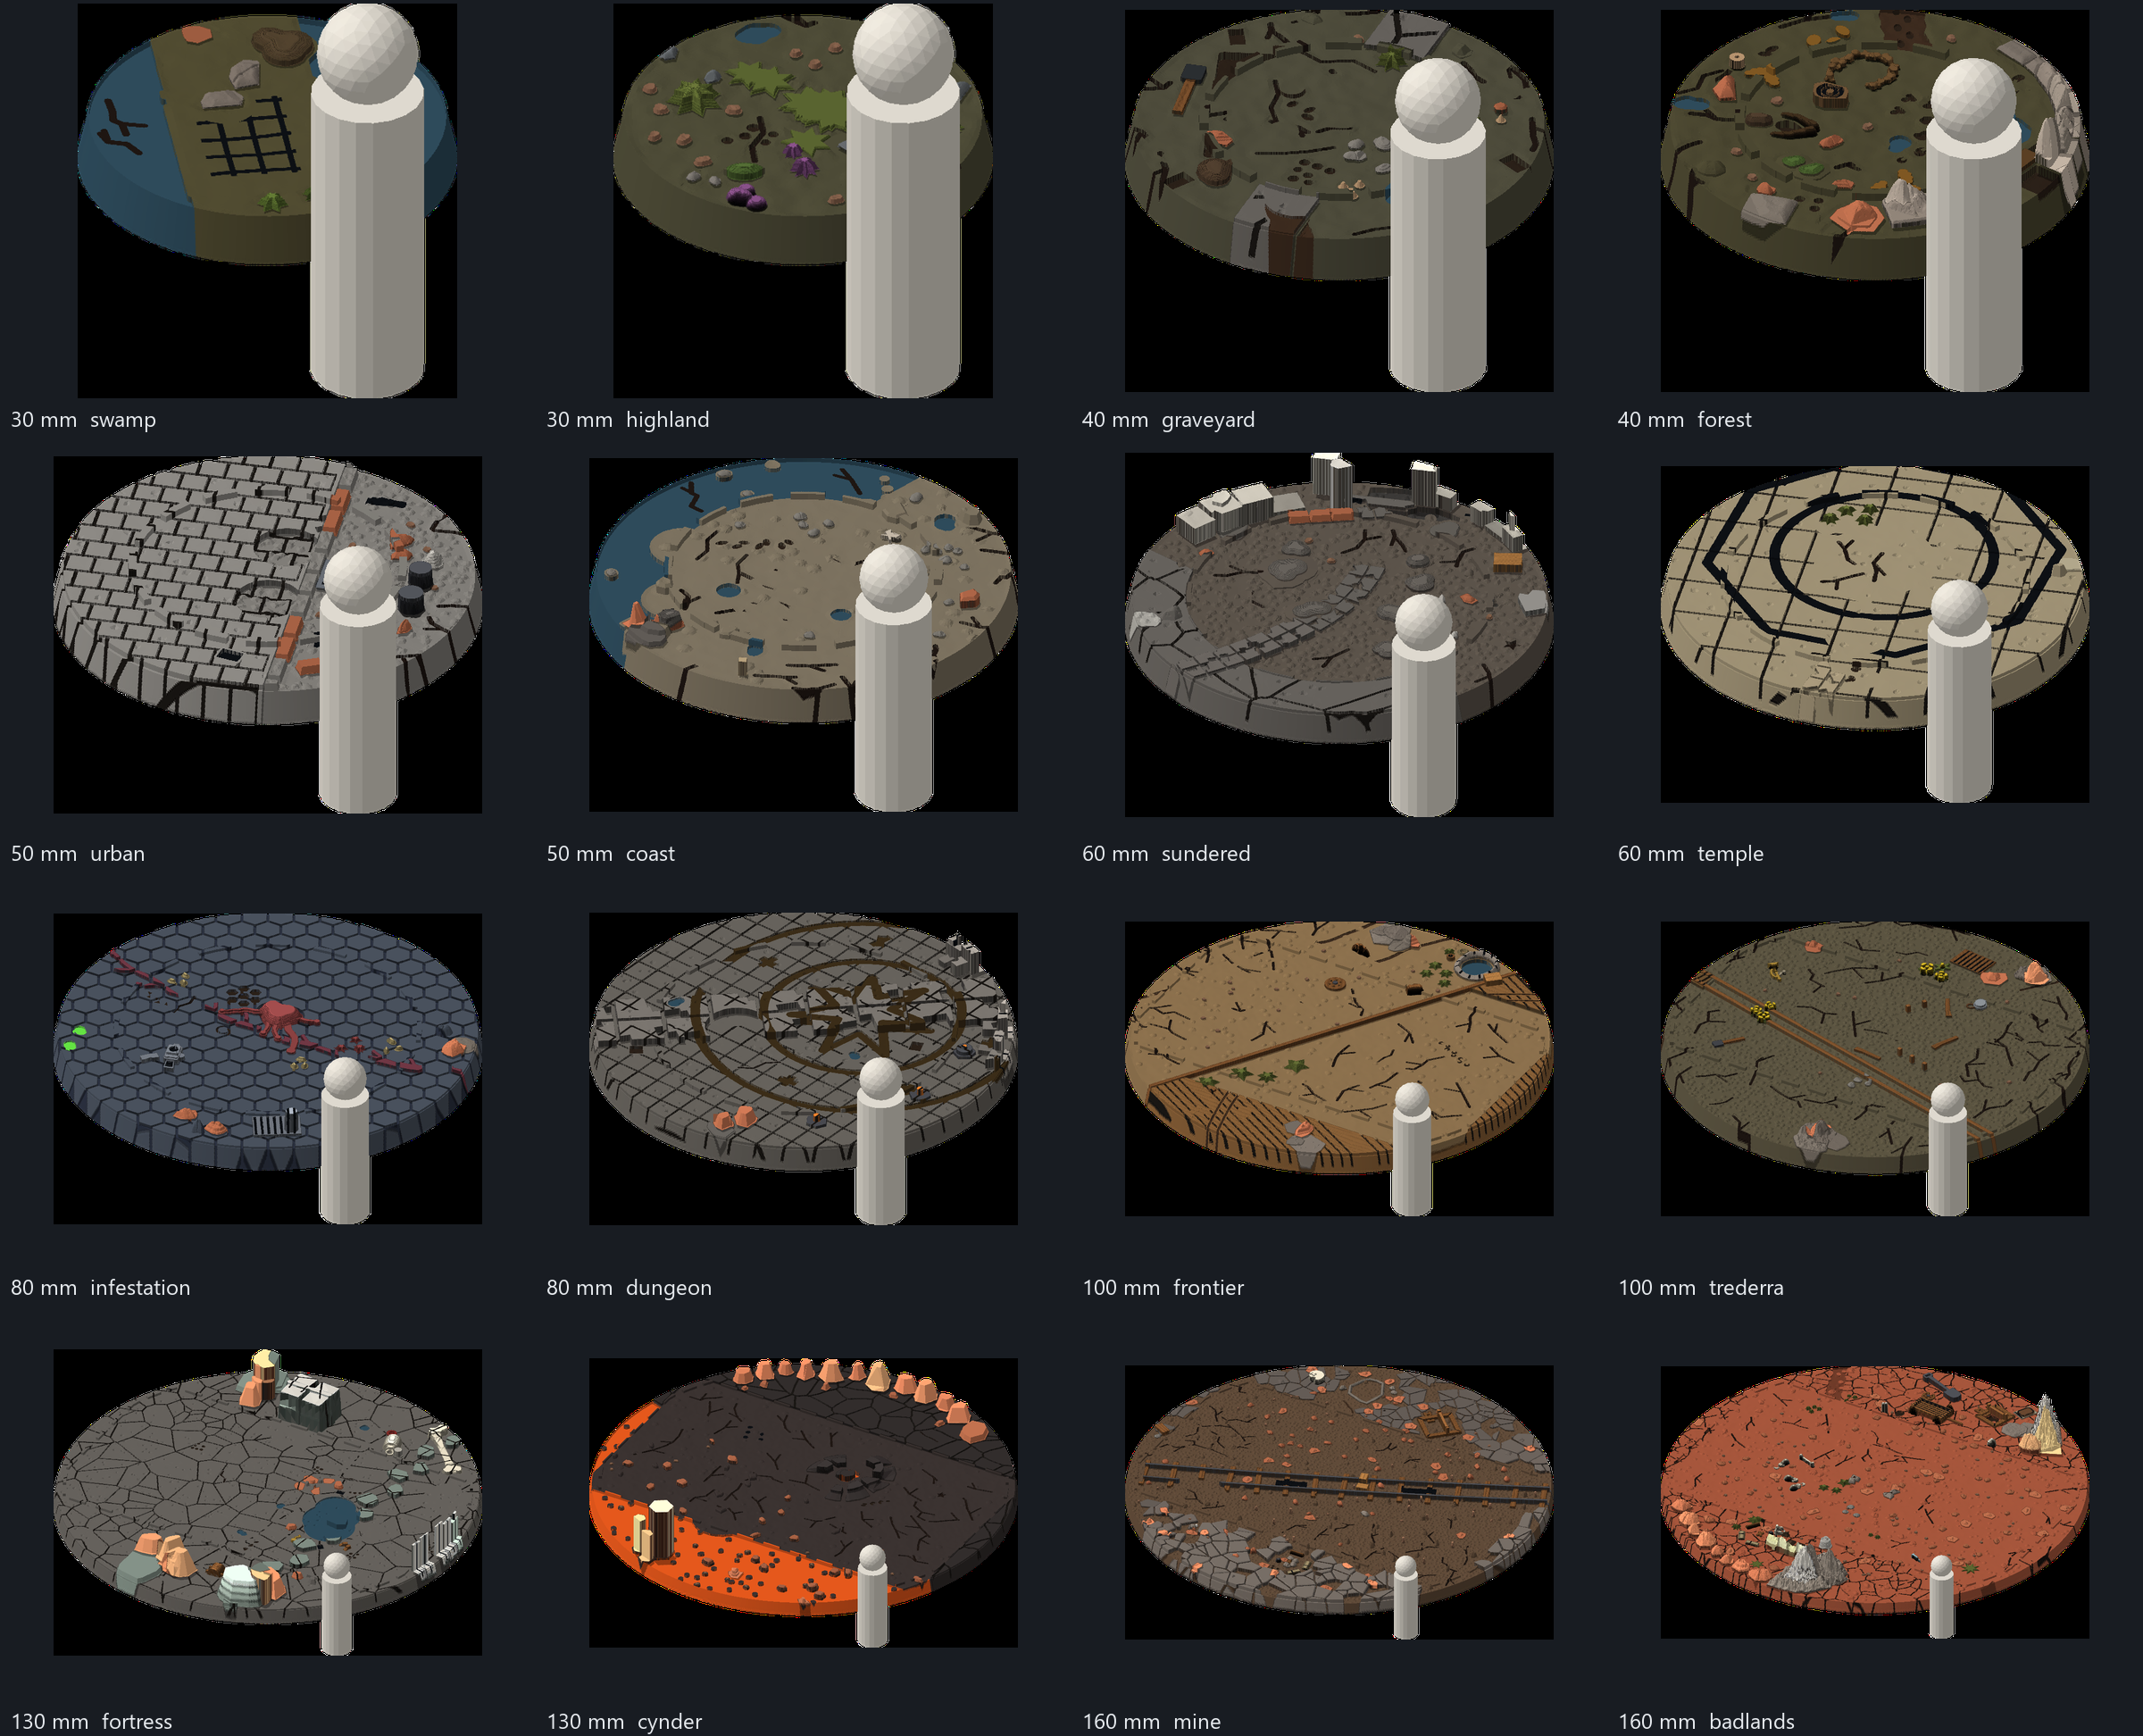 30 mm swamp
30 mm highland
40 mm graveyard
40 mm forest
50 mm urban
50 mm coast
60 mm sundered
60 mm temple
80 mm infestation
80 mm dungeon
100 mm frontier
100 mm trederra
130 mm fortress
130 mm cynder
160 mm mine
160 mm badlands